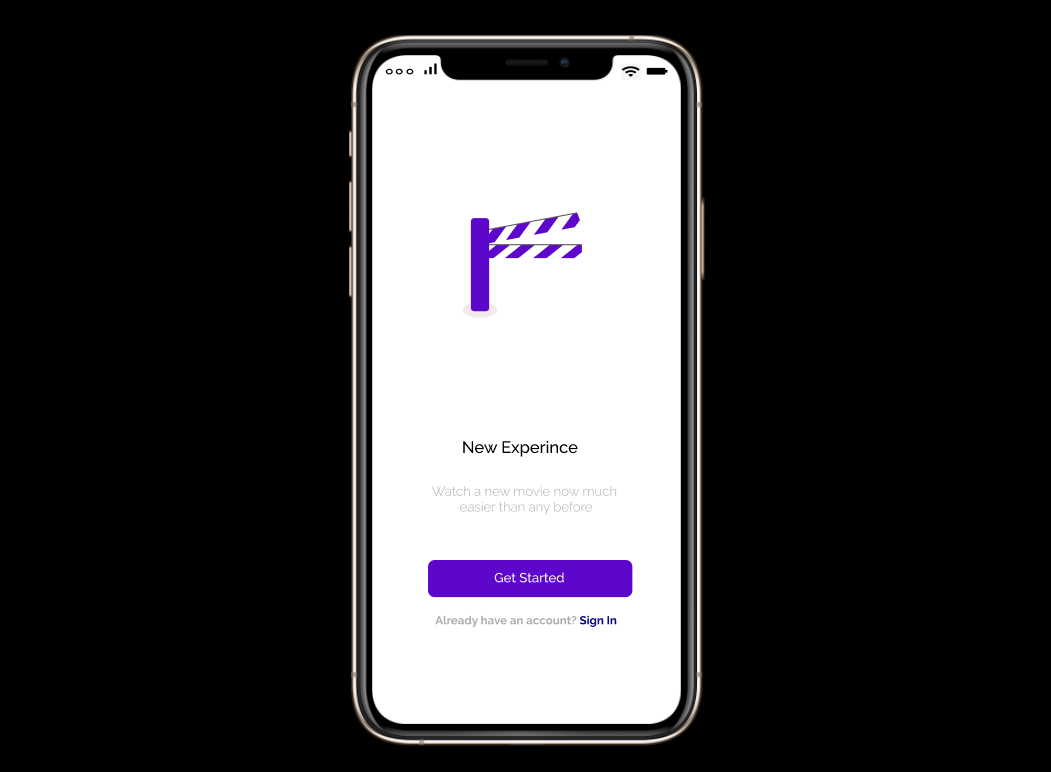 New Experince
Watch a new movie now much
easier than any before
Get Started
Already have an account? Sign In